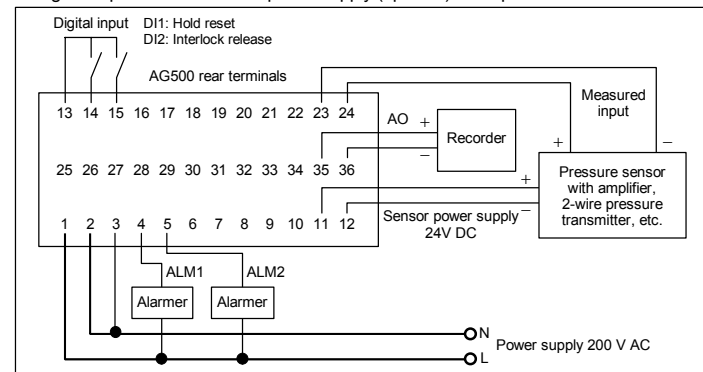 Digital input DI1: Hold reset
DI2: Interlock release
AG500 rear terminals
13 14 15 16 17 18 19 20 21 22 23 24
Measured
input
AO + Recorder
−
+ −
25 26 27 28 29 30 31 32 33 34 35 36
Pressure sensor
with amplifier,
2-wire pressure
transmitter, etc.
+
−
Sensor power supply
24V DC
1 2 3 4 5 6 7 8 9 10 11 12
ALM1 ALM2
Alarmer Alarmer
N
L
Power supply 200 V AC